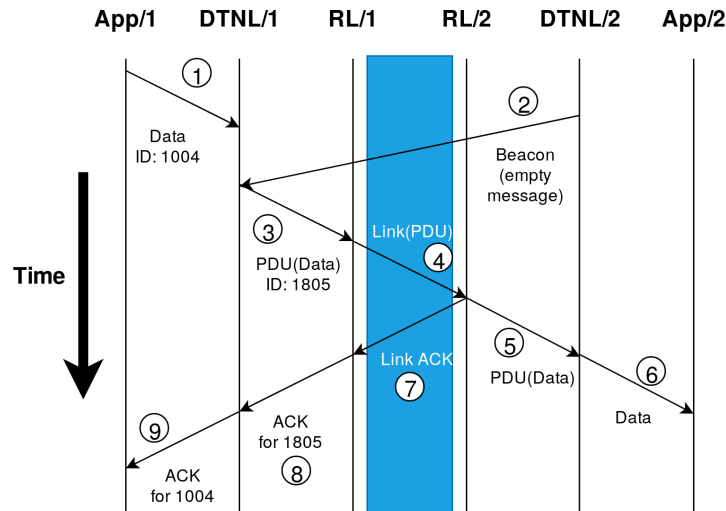 App/1 DTNL/1 RL/1 RL/2 DTNL/2 App/2
1
2
Data
ID: 1004
Beacon
(empty
message)
3
Link(PDU)
4
PDU(Data)
ID: 1805
Time
5
PDU(Data)
6
Data
Link ACK
7
9
ACK
for 1805
8
ACK
for 1004